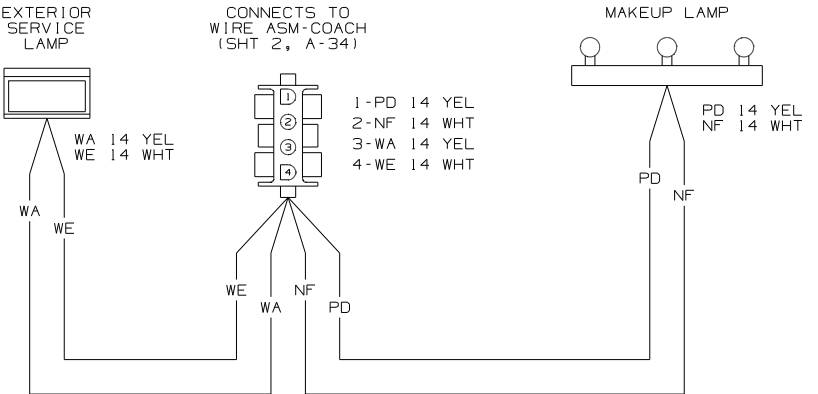 EXTERIOR
SERVICE
LAMP
CONNECTS TO
WIRE ASM-COACH
(SHT 2, A-34)
MAKEUP LAMP
WA 14 YEL
WE 14 WHT
1
2
3
4
1-PD 14 YEL
2-NF 14 WHT
3-WA 14 YEL
4-WE 14 WHT
PD 14 YEL
NF 14 WHT
WA
WE
WE
WA
NF
PD
PD
NF